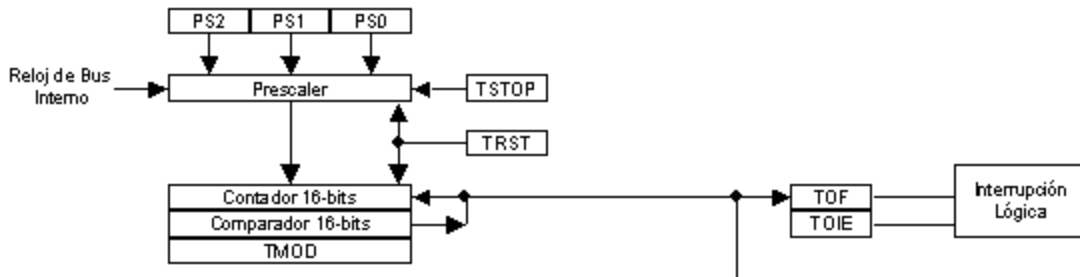 PS2 PS1 PS0
Reloj de Bus
Interno
Prescaler
TSTOP
TRST
Contador 16-bits
Comparador 16-bits
TMOD
TOF
TOIE
Interrupción
Lógica